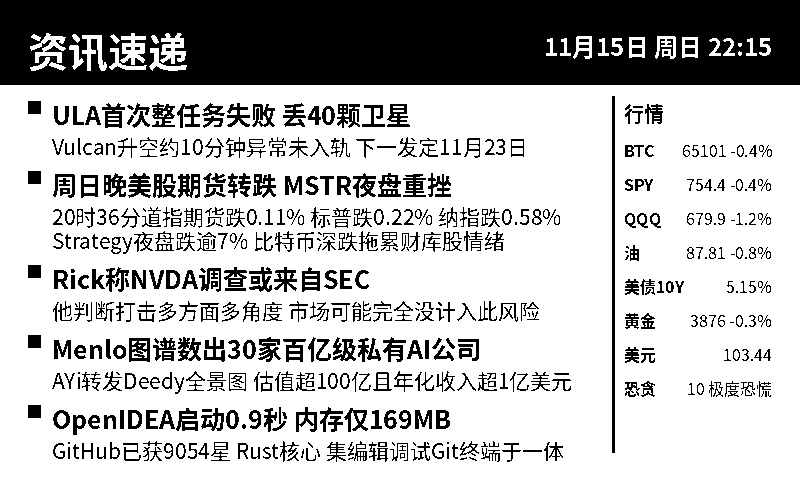 资讯速递
11月15日 周日 22:15
ULA首次整任务失败 丢40颗卫星
Vulcan升空约10分钟异常未入轨 下一发定11月23日
周日晚美股期货转跌 MSTR夜盘重挫
20时36分道指期货跌0.11% 标普跌0.22% 纳指跌0.58%
Strategy夜盘跌逾7% 比特币深跌拖累财库股情绪
Rick称NVDA调查或来自SEC
他判断打击多方面多角度 市场可能完全没计入此风险
Menlo图谱数出30家百亿级私有AI公司
AYi转发Deedy全景图 估值超100亿且年化收入超1亿美元
OpenIDEA启动0.9秒 内存仅169MB
GitHub已获9054星 Rust核心 集编辑调试Git终端于一体
行情
BTC 65101 -0.4%
SPY 754.4 -0.4%
QQQ 679.9 -1.2%
油 87.81 -0.8%
美债10Y 5.15%
黄金 3876 -0.3%
美元 103.44
恐贪 10 极度恐慌